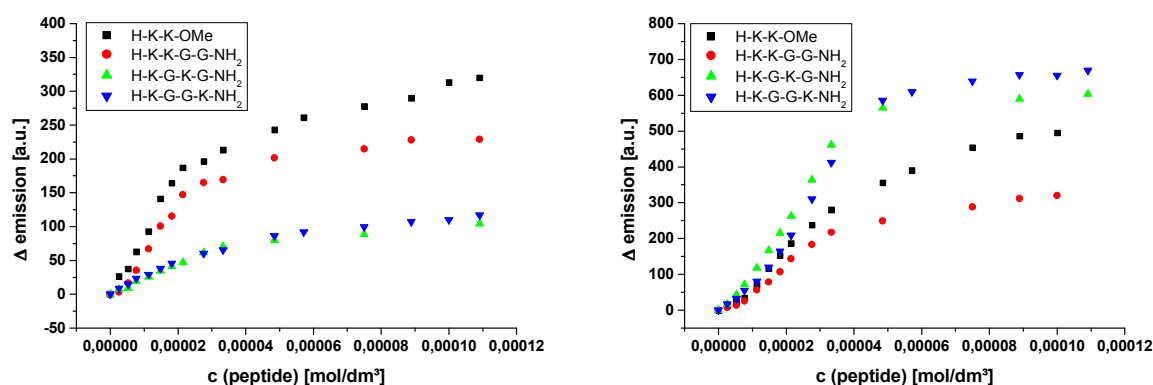 H-K-K-OMe
H-K-K-G-G-NH₂
H-K-G-K-G-NH₂
H-K-G-G-K-NH₂
Δ emission [a.u.]
400
350
300
250
200
150
100
50
0
-50
0,00000 0,00002 0,00004 0,00006 0,00008 0,00010 0,00012
c (peptide) [mol/dm³]
H-K-K-OMe
H-K-K-G-G-NH₂
H-K-G-K-G-NH₂
H-K-G-G-K-NH₂
Δ emission [a.u.]
800
700
600
500
400
300
200
100
0
0,00000 0,00002 0,00004 0,00006 0,00008 0,00010 0,00012
c (peptide) [mol/dm³]